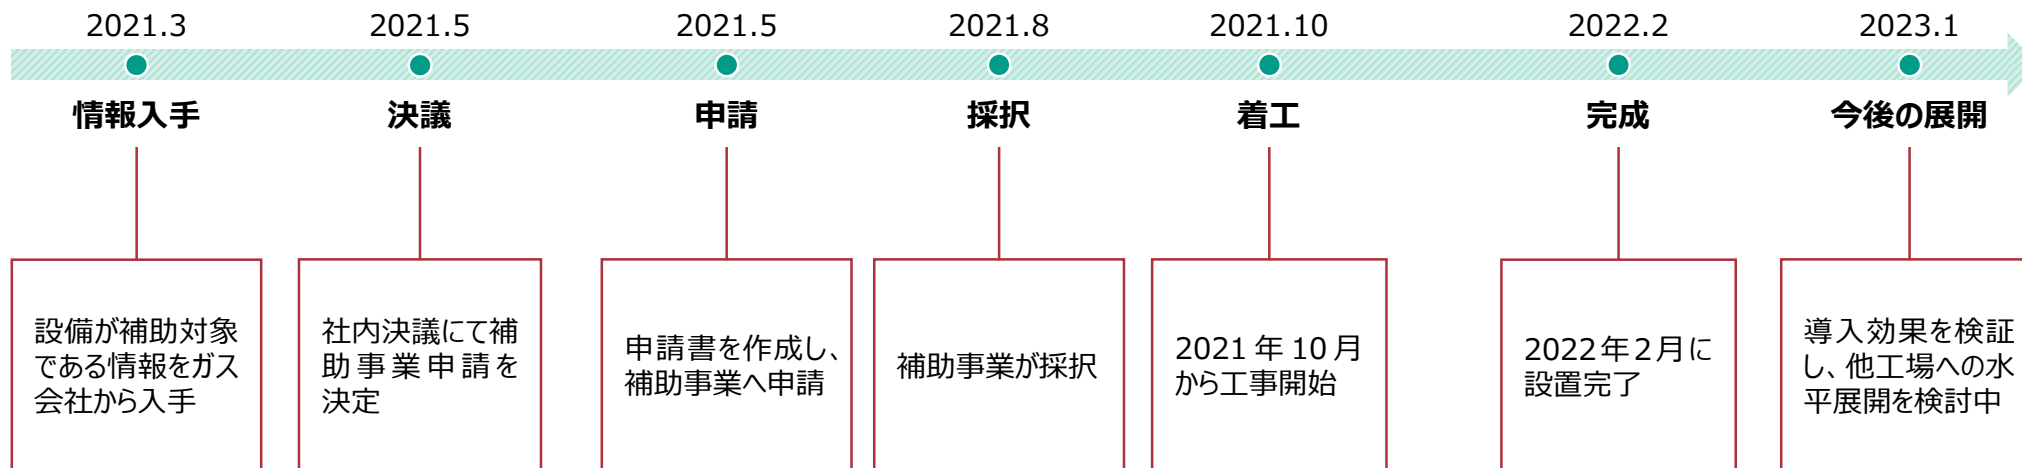 2021.3
2021.5
2021.5
2021.8
2021.10
2022.2
2023.1
情報入手
決議
申請
採択
着工
完成
今後の展開
設備が補助対象
である情報をガス
会社から入手
社内決議にて補
助事業申請を
決定
申請書を作成し、
補助事業へ申請
補助事業が採択
2021年10月
から工事開始
2022年2月に
設置完了
導入効果を検証
し、他工場への水
平展開を検討中